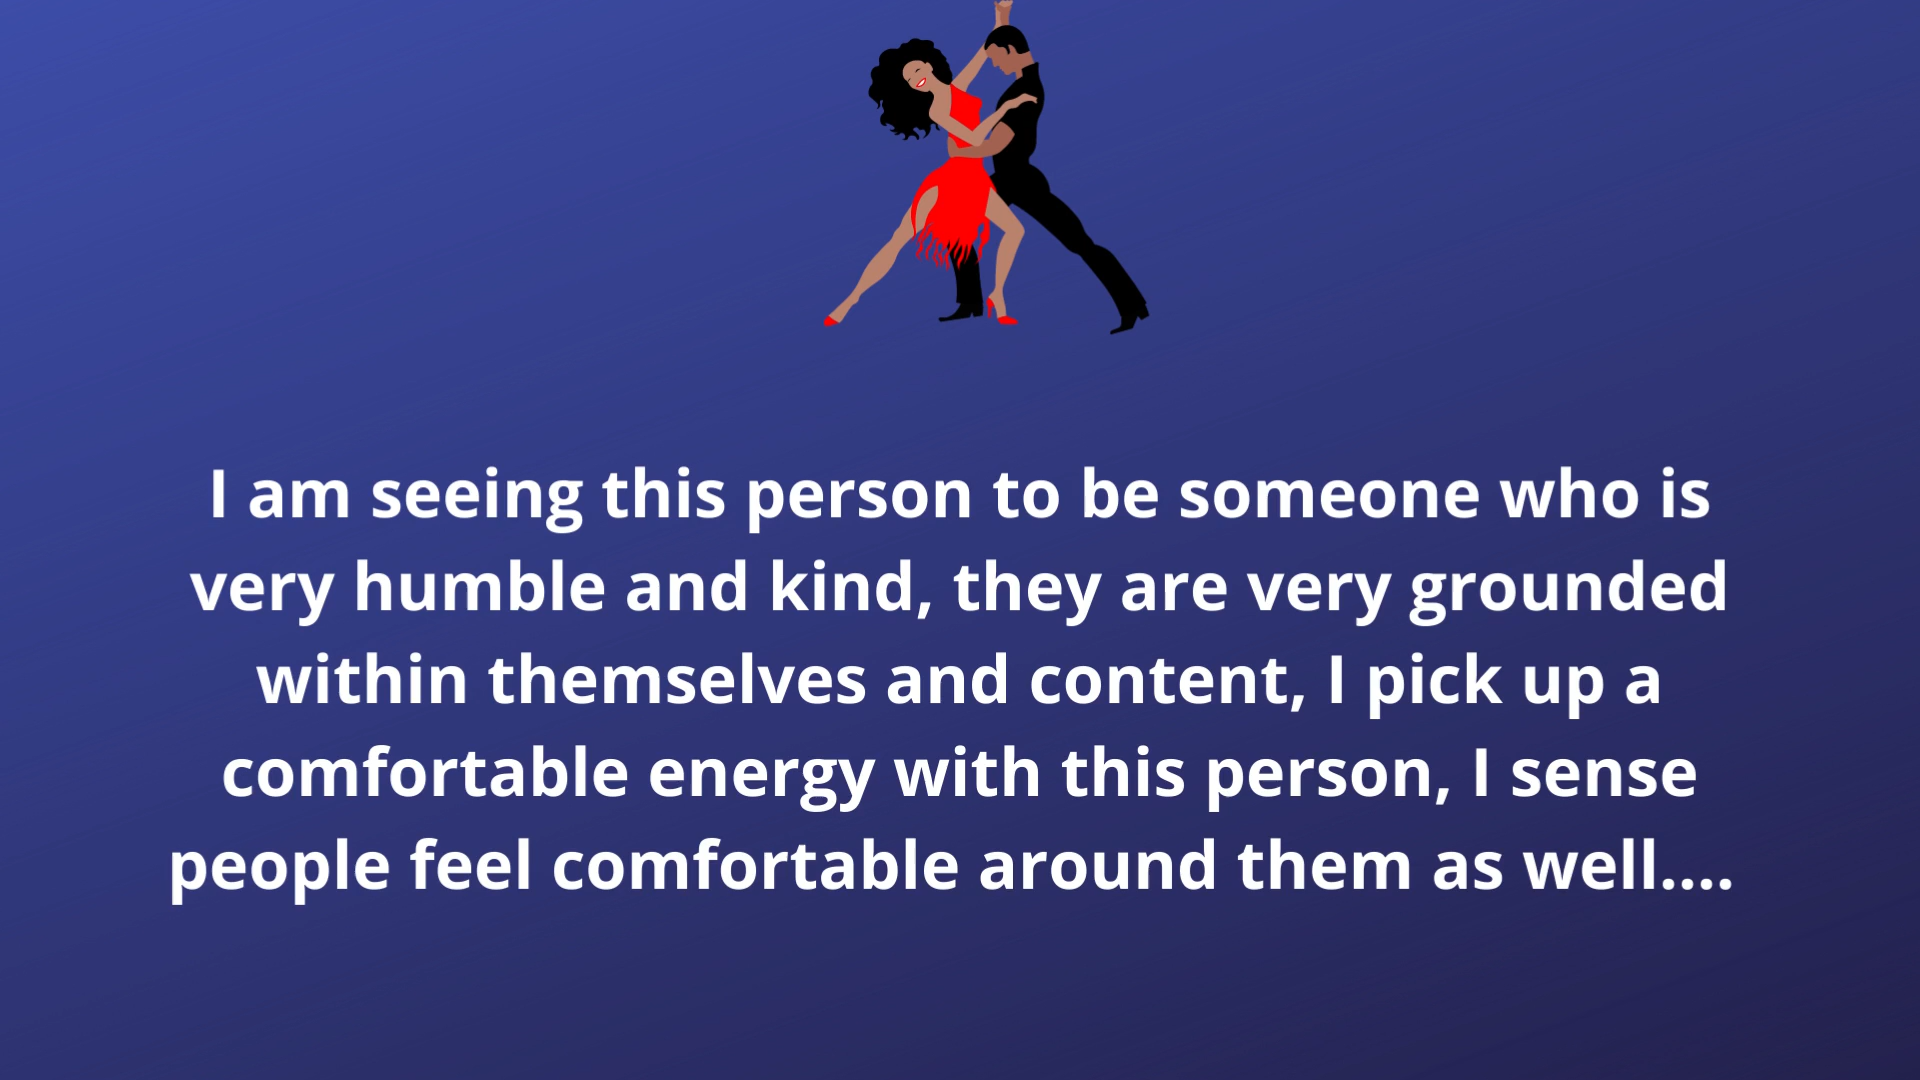 I am seeing this person to be someone who is
very humble and kind, they are very grounded
within themselves and content, I pick up a
comfortable energy with this person, I sense
people feel comfortable around them as well....